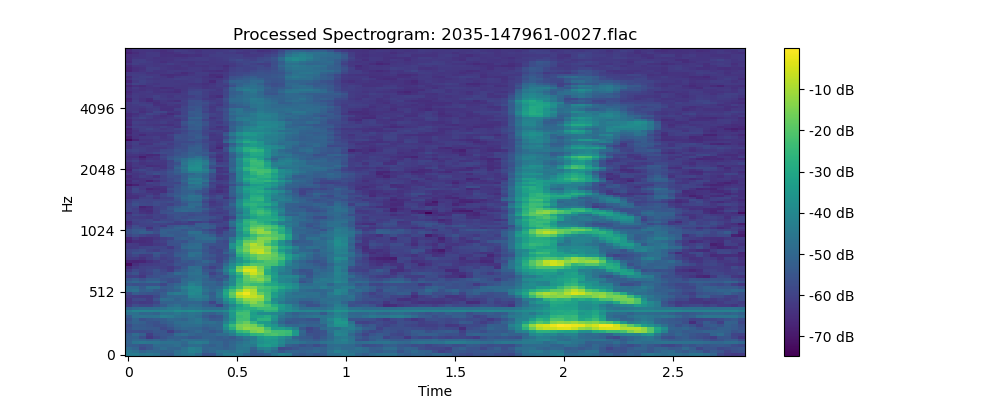 Processed Spectrogram: 2035-147961-0027.flac
Hz
4096
2048
1024
512
0
0 0.5 1 1.5 2 2.5
Time
-10 dB
-20 dB
-30 dB
-40 dB
-50 dB
-60 dB
-70 dB